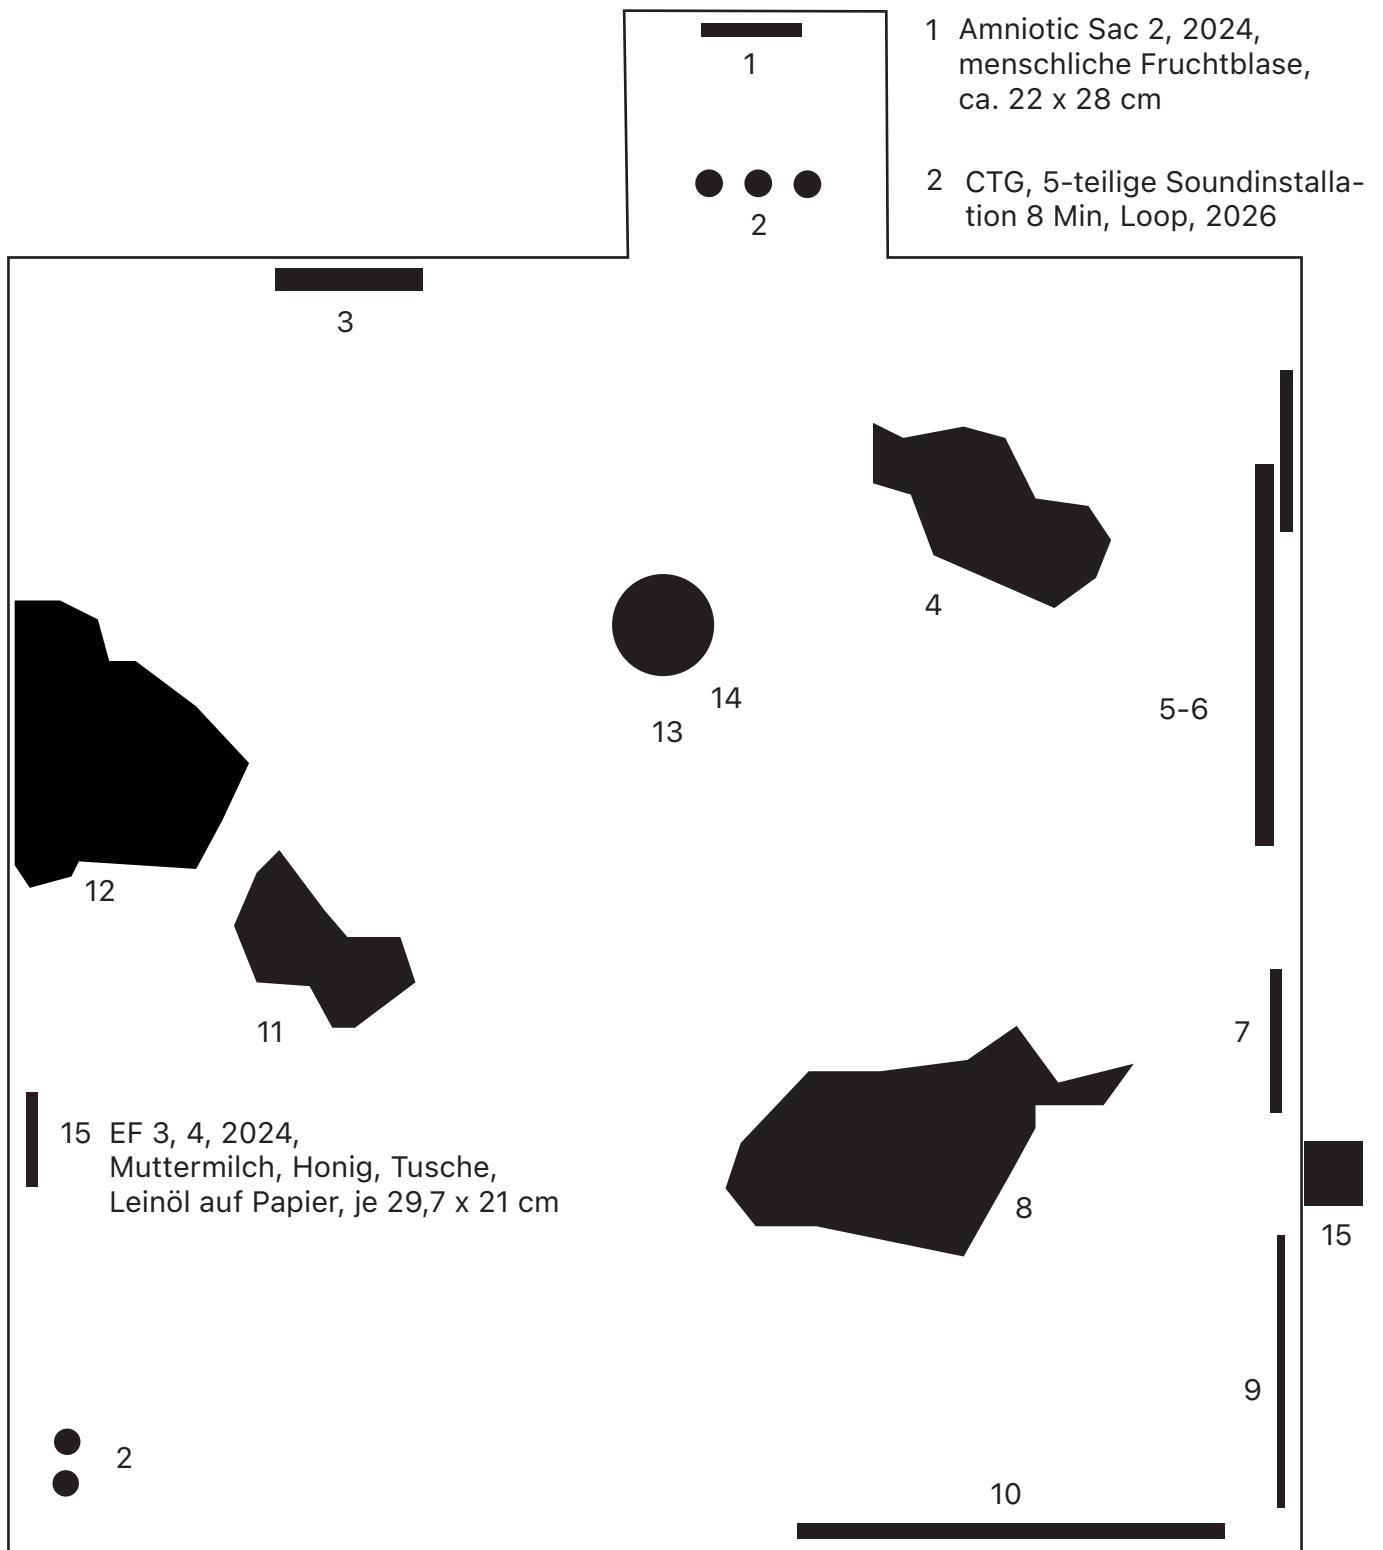 1 Amniotic Sac 2, 2024,
menschliche Fruchtblase,
ca. 22 x 28 cm
1
2 CTG, 5-teilige Soundinstalla-
tion 8 Min, Loop, 2026
2
3
4
14
13
5-6
12
11
7
15 EF 3, 4, 2024,
Muttermilch, Honig, Tusche,
Leinöl auf Papier, je 29,7 x 21 cm
8
15
9
2
10